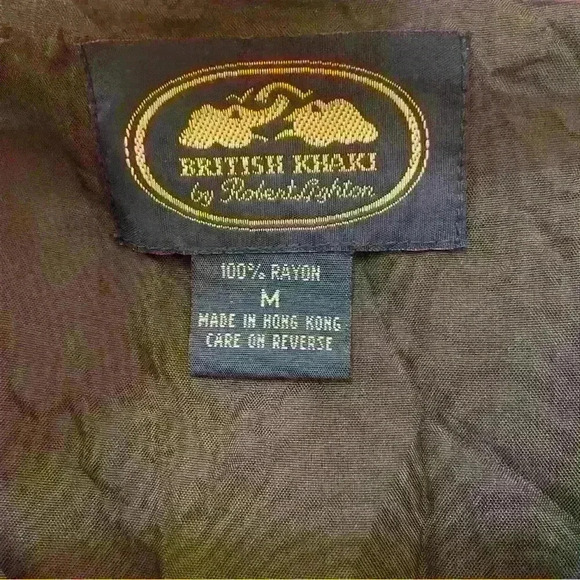 BRITISH KHAKI
by Robert Lighton
100% RAYON
M
MADE IN HONG KONG
CARE ON REVERSE